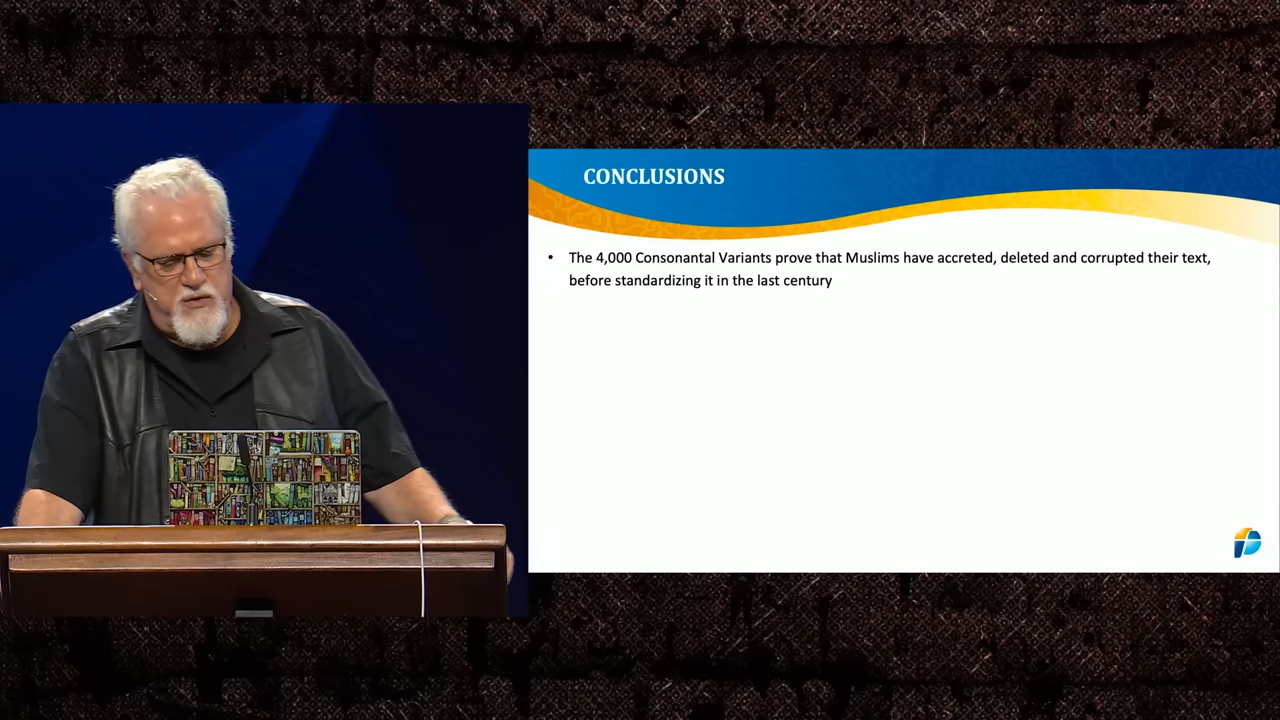 CONCLUSIONS
• The 4,000 Consonantal Variants prove that Muslims have accreted, deleted and corrupted their text,
before standardizing it in the last century